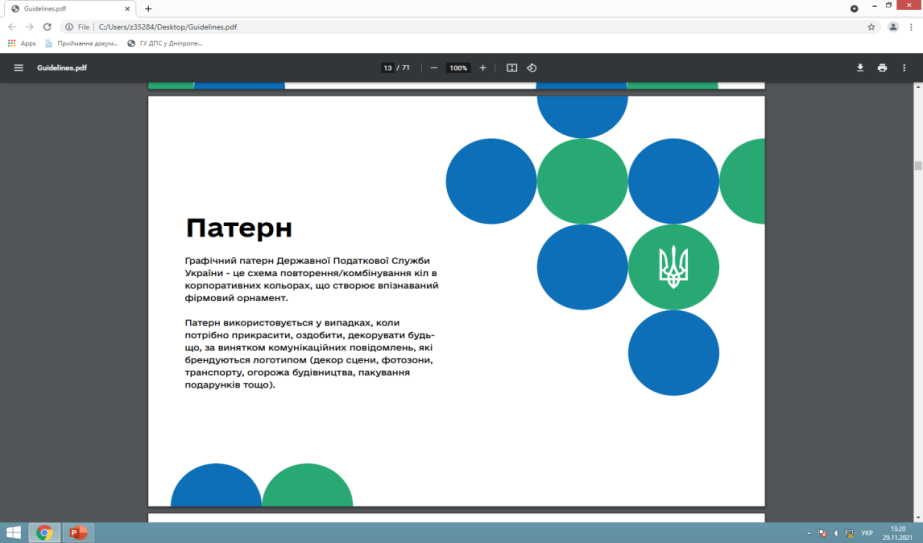 Guidelines.pdf
File
C:/Users/z35284/Desktop/Guidelines.pdf
Apps
Приймання докум...
ГУ ДПС у Дніпропе...
Guidelines.pdf
13 / 71
100%
Патерн
Графічний патерн Державної Податкової Служби
України - це схема повторення/комбінування кіл в
корпоративних кольорах, що створює впізнаваний
фірмовий орнамент.
Патерн використовується у випадках, коли
потрібно прикрасити, оздобити, декорувати будь-
що, за винятком комунікаційних повідомлень, які
брендуються логотипом (декор сцени, фотозони,
транспорту, огорожа будівництва, пакування
подарунків тощо).
УКР
13:20
29.11.2021